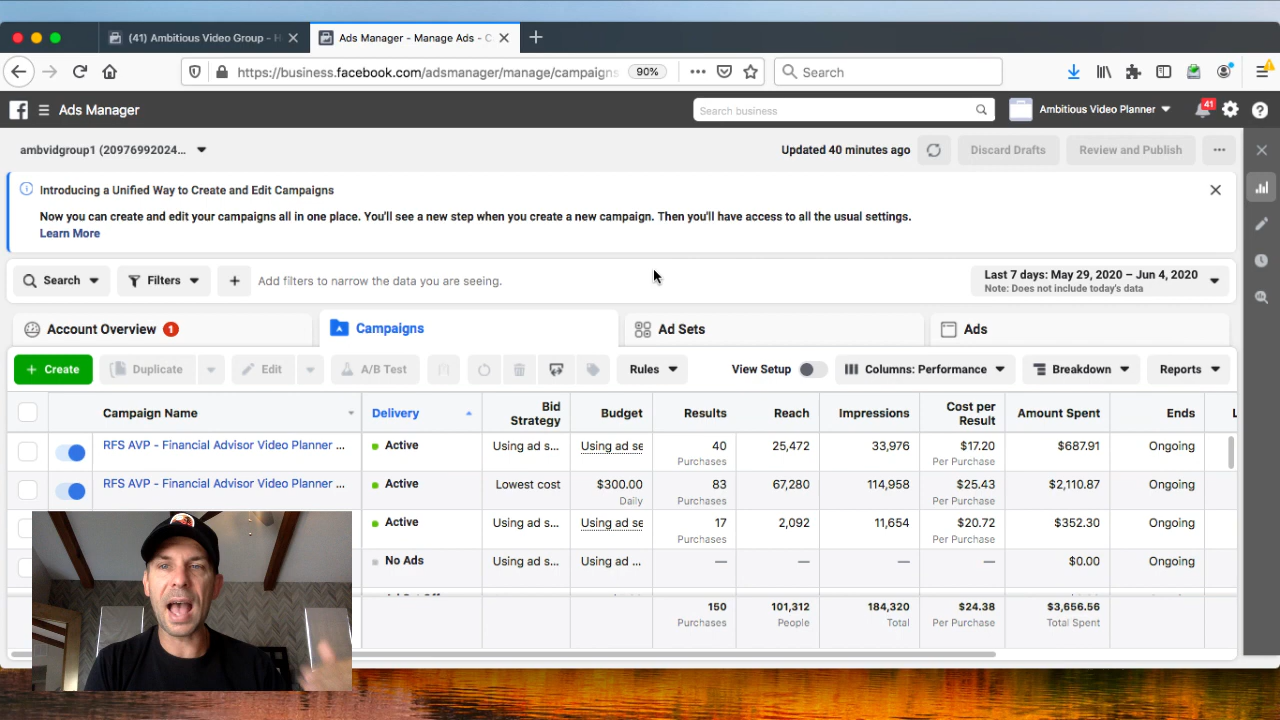 (41) Ambitious Video Group - H
Ads Manager - Manage Ads - C
https://business.facebook.com/adsmanager/manage/campaigns
90%
Search
Ads Manager
Search business
Ambitious Video Planner
41
ambvidgroup1 (20976992024...
Updated 40 minutes ago
Discard Drafts
Review and Publish
Introducing a Unified Way to Create and Edit Campaigns
Now you can create and edit your campaigns all in one place. You'll see a new step when you create a new campaign. Then you'll have access to all the usual settings.
Learn More
Search
Filters
+
Add filters to narrow the data you are seeing.
Last 7 days: May 29, 2020 – Jun 4, 2020
Note: Does not include today's data
Account Overview 1
Campaigns
Ad Sets
Ads
+ Create
Duplicate
Edit
A/B Test
Rules
View Setup
Columns: Performance
Breakdown
Reports
Campaign Name
Delivery
Bid Strategy
Budget
Results
Reach
Impressions
Cost per Result
Amount Spent
Ends
RFS AVP - Financial Advisor Video Planner ...
Active
Using ad s...
Using ad se
40
25,472
33,976
$17.20
$687.91
Ongoing
Purchases
Per Purchase
RFS AVP - Financial Advisor Video Planner ...
Active
Lowest cost
$300.00
83
67,280
114,958
$25.43
$2,110.87
Ongoing
Daily
Purchases
Per Purchase
Active
Using ad s...
Using ad se
17
2,092
11,654
$20.72
$352.30
Ongoing
Purchases
Per Purchase
No Ads
Using ad s...
Using ad ...
—
—
—
—
$0.00
Ongoing
150
101,312
184,320
$24.38
$3,656.56
Purchases
People
Total
Per Purchase
Total Spent